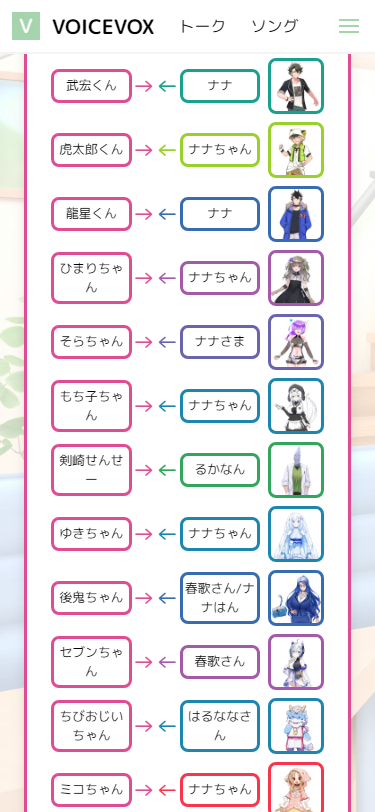 V VOICEVOX トーク ソング
武宏くん → ← ナナ
虎太郎くん → ← ナナちゃん
龍星くん → ← ナナ
ひまりちゃ
ん → ← ナナちゃん
そらちゃん → ← ナナさま
もち子ちゃ
ん → ← ナナちゃん
剣崎せんせ
ー → ← るかなん
ゆきちゃん → ← ナナちゃん
後鬼ちゃん → ← 春歌さん/ナ
ナはん
セブンちゃ
ん → ← 春歌さん
ちびおじい
ちゃん → ← はるななさ
ん
ミコちゃん → ← ナナちゃん